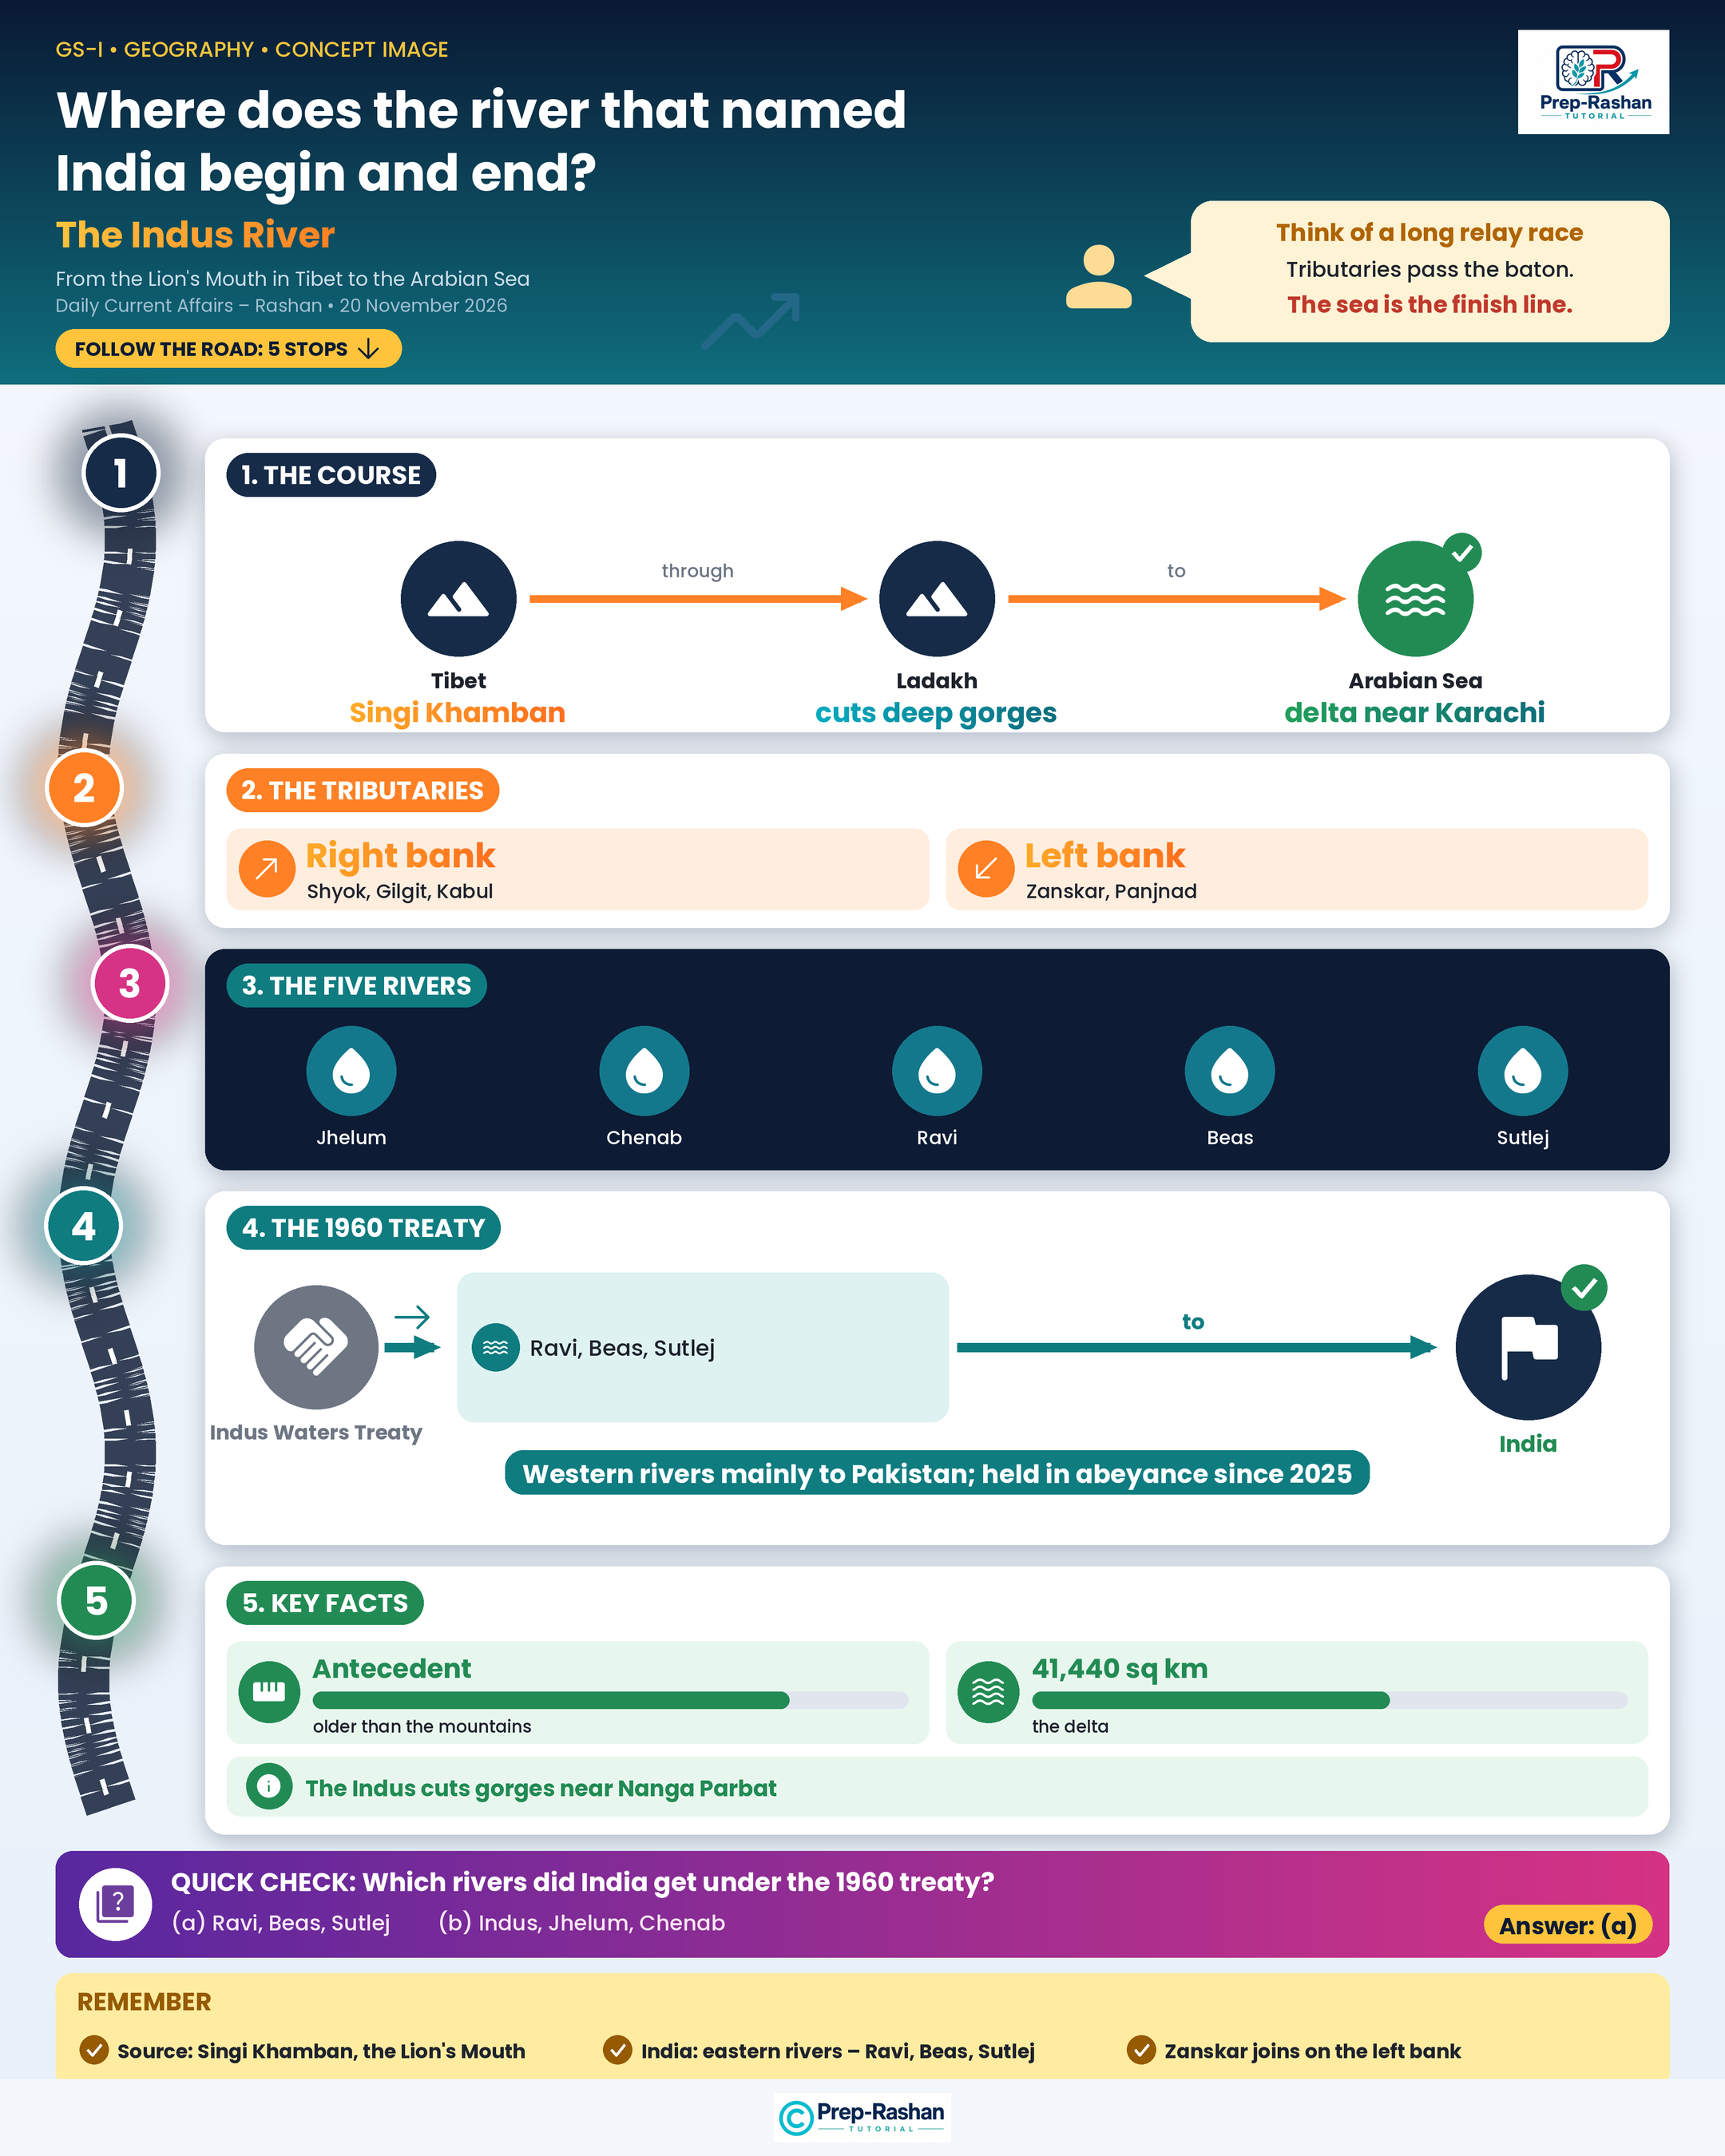 GS-I • GEOGRAPHY • CONCEPT IMAGE
Where does the river that named
India begin and end?
The Indus River
From the Lion's Mouth in Tibet to the Arabian Sea
Daily Current Affairs – Rashan • 20 November 2026
FOLLOW THE ROAD: 5 STOPS
PR
Prep-Rashan
TUTORIAL
Think of a long relay race
Tributaries pass the baton.
The sea is the finish line.
1
1. THE COURSE
through
to
Tibet
Ladakh
Arabian Sea
Singi Khamban
cuts deep gorges
delta near Karachi
2
2. THE TRIBUTARIES
Right bank
Shyok, Gilgit, Kabul
Left bank
Zanskar, Panjnad
3
3. THE FIVE RIVERS
Jhelum
Chenab
Ravi
Beas
Sutlej
4
4. THE 1960 TREATY
Ravi, Beas, Sutlej
to
Indus Waters Treaty
India
Western rivers mainly to Pakistan; held in abeyance since 2025
5
5. KEY FACTS
Antecedent
older than the mountains
41,440 sq km
the delta
The Indus cuts gorges near Nanga Parbat
QUICK CHECK: Which rivers did India get under the 1960 treaty?
(a) Ravi, Beas, Sutlej (b) Indus, Jhelum, Chenab
Answer: (a)
REMEMBER
Source: Singi Khamban, the Lion's Mouth
India: eastern rivers – Ravi, Beas, Sutlej
Zanskar joins on the left bank
© Prep-Rashan
TUTORIAL